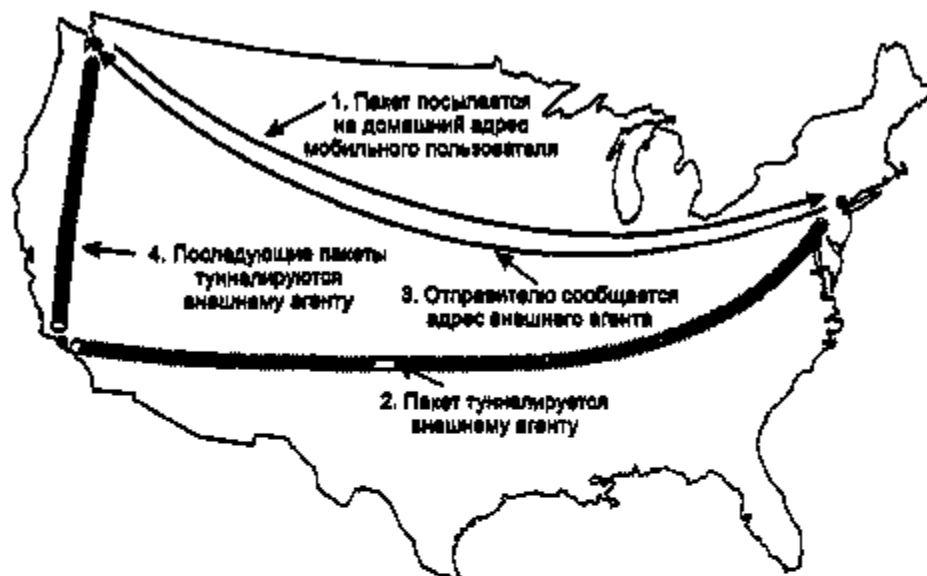 1. Пакет посылается
на домашний адрес
мобильного пользователя
4. Последующие пакеты
туннелируются
внешнему агенту
3. Отправителю сообщается
адрес внешнего агента
2. Пакет туннелируется
внешнему агенту